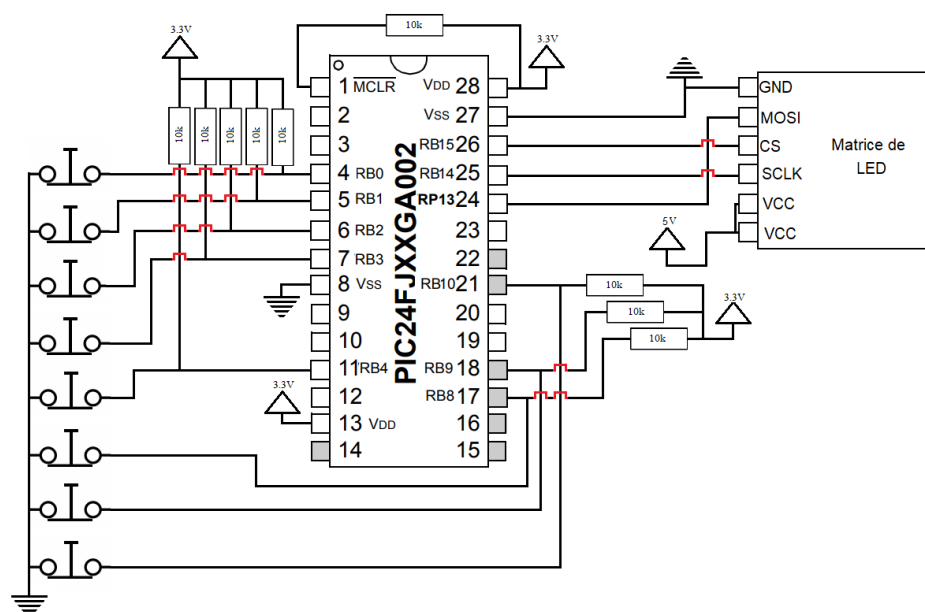 3.3V
10k
3.3V
10k
10k
10k
10k
10k
PIC24FJXXGA002
1 MCLR
2
3
4 RB0
5 RB1
6 RB2
7 RB3
8 VSS
9
10
11 RB4
12
13 VDD
14
3.3V
VDD 28
VSS 27
RB15 26
RB14 25
RP13 24
23
22
RB10 21
20
19
RB9 18
RB8 17
16
15
GND
MOSI
CS
SCLK
VCC
VCC
Matrice de
LED
5V
10k
10k
10k
3.3V